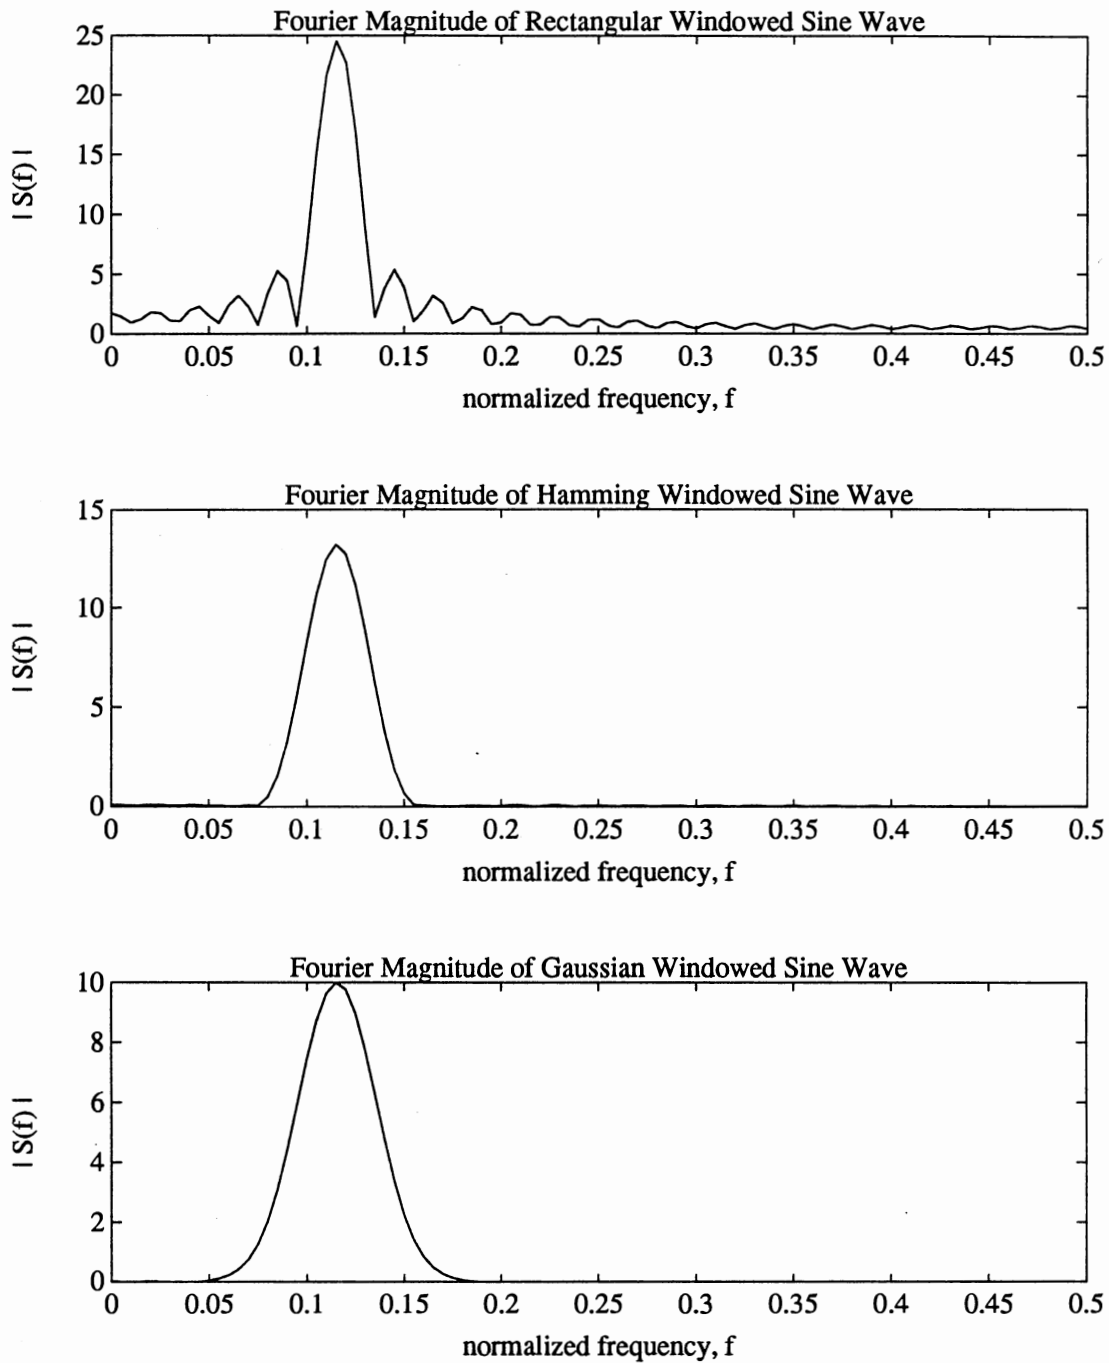 Fourier Magnitude of Rectangular Windowed Sine Wave
25
20
15
10
5
0
| S(f) |
0 0.05 0.1 0.15 0.2 0.25 0.3 0.35 0.4 0.45 0.5
normalized frequency, f
Fourier Magnitude of Hamming Windowed Sine Wave
15
10
5
0
| S(f) |
0 0.05 0.1 0.15 0.2 0.25 0.3 0.35 0.4 0.45 0.5
normalized frequency, f
Fourier Magnitude of Gaussian Windowed Sine Wave
10
8
6
4
2
0
| S(f) |
0 0.05 0.1 0.15 0.2 0.25 0.3 0.35 0.4 0.45 0.5
normalized frequency, f